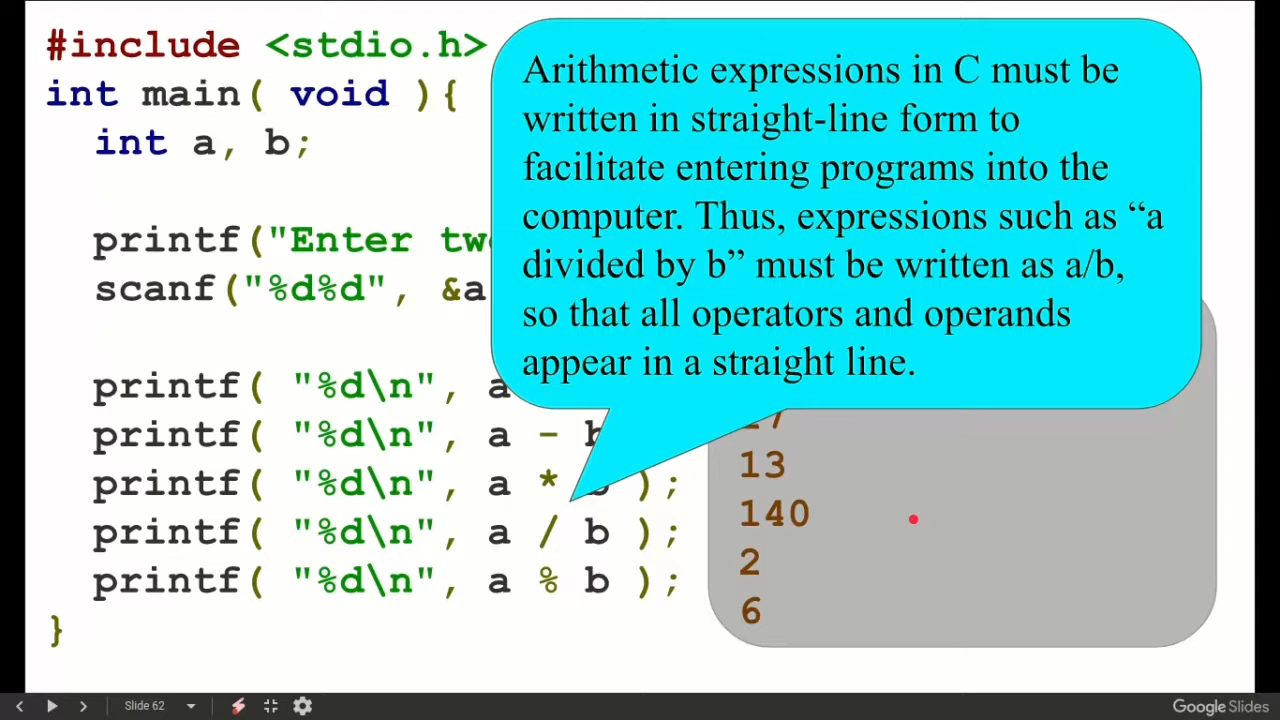 #include <stdio.h>
int main( void ){
int a, b;
printf("Enter
scanf("%d%d", &a
printf( "%d\n", a
printf( "%d\n", a -
printf( "%d\n", a * b );
printf( "%d\n", a / b );
printf( "%d\n", a % b );
}
Arithmetic expressions in C must be
written in straight-line form to
facilitate entering programs into the
computer. Thus, expressions such as “a
divided by b” must be written as a/b,
so that all operators and operands
appear in a straight line.
13
140
2
6
Slide 62
Google Slides